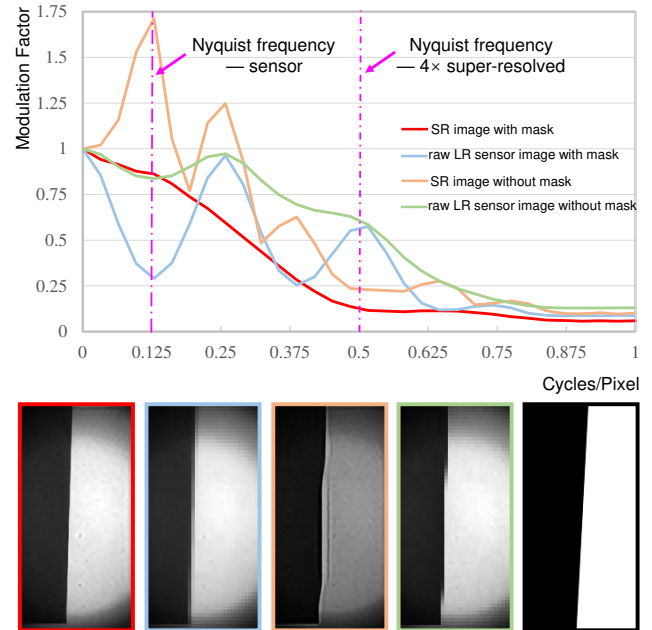 Modulation Factor
1.75
1.5
1.25
1
0.75
0.5
0.25
0
Nyquist frequency
— sensor
Nyquist frequency
— 4× super-resolved
SR image with mask
raw LR sensor image with mask
SR image without mask
raw LR sensor image without mask
0 0.125 0.25 0.375 0.5 0.625 0.75 0.875 1
Cycles/Pixel